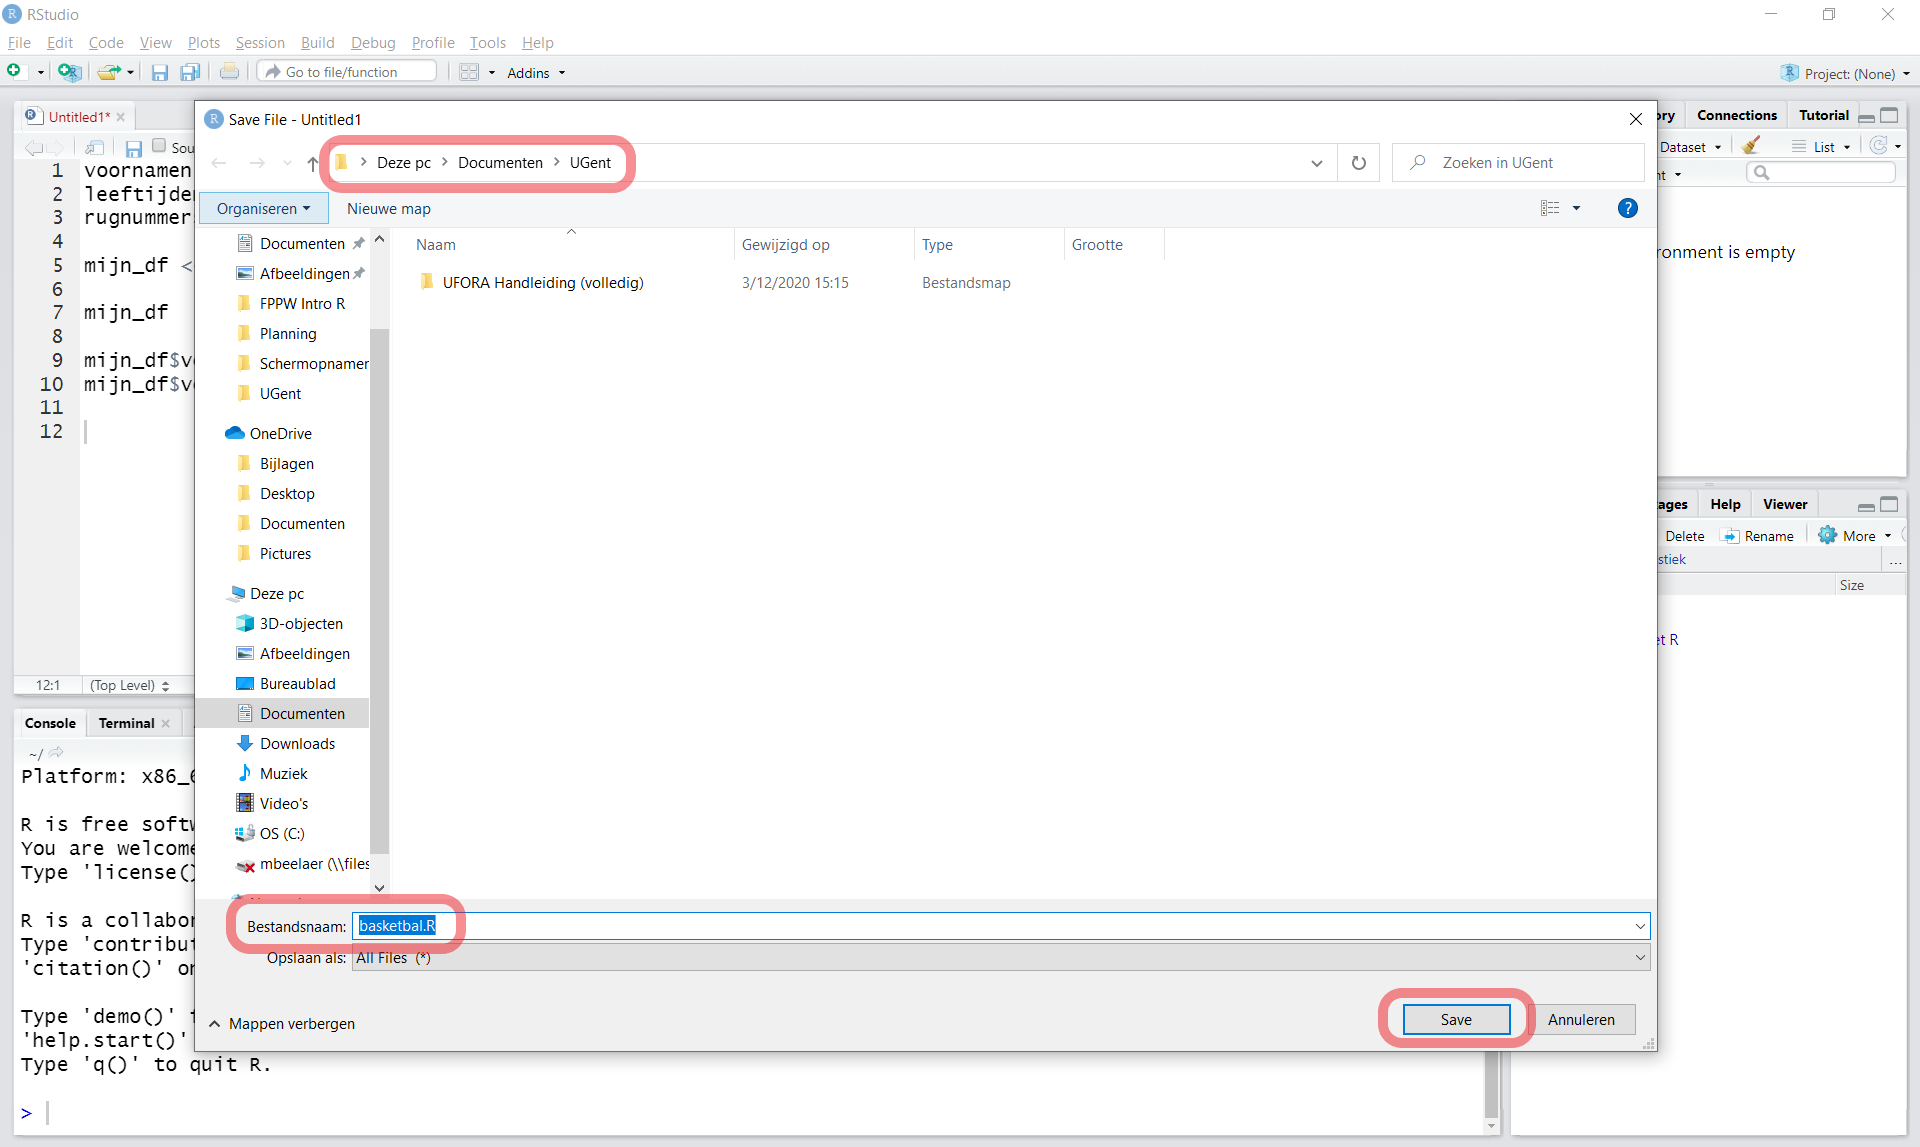 RStudio
File Edit Code View Plots Session Build Debug Profile Tools Help
Go to file/function Addins Project: (None)
Untitled1*
Sou
1 voornamen
2 leeftijden
3 rugnummers
4
5 mijn_df <
6
7 mijn_df
8
9 mijn_df$v
10 mijn_df$v
11
12
12:1 (Top Level)
Console Terminal
~/
Platform: x86_6
R is free softw
You are welcome
Type 'license()
R is a collabor
Type 'contribut
'citation()' on
Type 'demo()' f
'help.start()'
Type 'q()' to quit R.
>
Save File - Untitled1
Deze pc > Documenten > UGent
Zoeken in UGent
Organiseren Nieuwe map
Documenten
Afbeeldingen
FPPW Intro R
Planning
Schermopnamen
UGent
OneDrive
Bijlagen
Desktop
Documenten
Pictures
Deze pc
3D-objecten
Afbeeldingen
Bureaublad
Documenten
Downloads
Muziek
Video's
OS (C:)
mbeelaer (\\files
Naam Gewijzigd op Type Grootte
UFORA Handleiding (volledig) 3/12/2020 15:15 Bestandsmap
Bestandsnaam: basketbal.R
Opslaan als: All Files (*)
Mappen verbergen
Save Annuleren
ory Connections Tutorial
Dataset List
nt
ronment is empty
ages Help Viewer
Delete Rename More
stiek ...
Size
et R